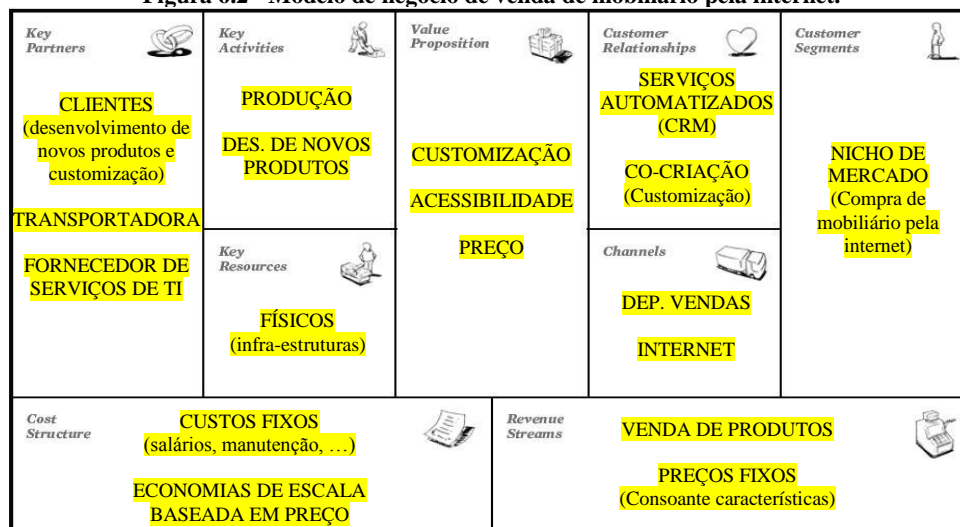 Figura 6.2 - Modelo de negócio de venda de mobiliário pela internet.
Key
Partners
CLIENTES
(desenvolvimento de
novos produtos e
customização)
TRANSPORTADORA
FORNECEDOR DE
SERVIÇOS DE TI
Key
Activities
PRODUÇÃO
DES. DE NOVOS
PRODUTOS
Key
Resources
FÍSICOS
(infra-estruturas)
Value
Proposition
CUSTOMIZAÇÃO
ACESSIBILIDADE
PREÇO
Customer
Relationships
SERVIÇOS
AUTOMATIZADOS
(CRM)
CO-CRIAÇÃO
(Customização)
Channels
DEP. VENDAS
INTERNET
Customer
Segments
NICHO DE
MERCADO
(Compra de
mobiliário pela
internet)
Cost
Structure
CUSTOS FIXOS
(salários, manutenção, …)
ECONOMIAS DE ESCALA
BASEADA EM PREÇO
Revenue
Streams
VENDA DE PRODUTOS
PREÇOS FIXOS
(Consoante características)